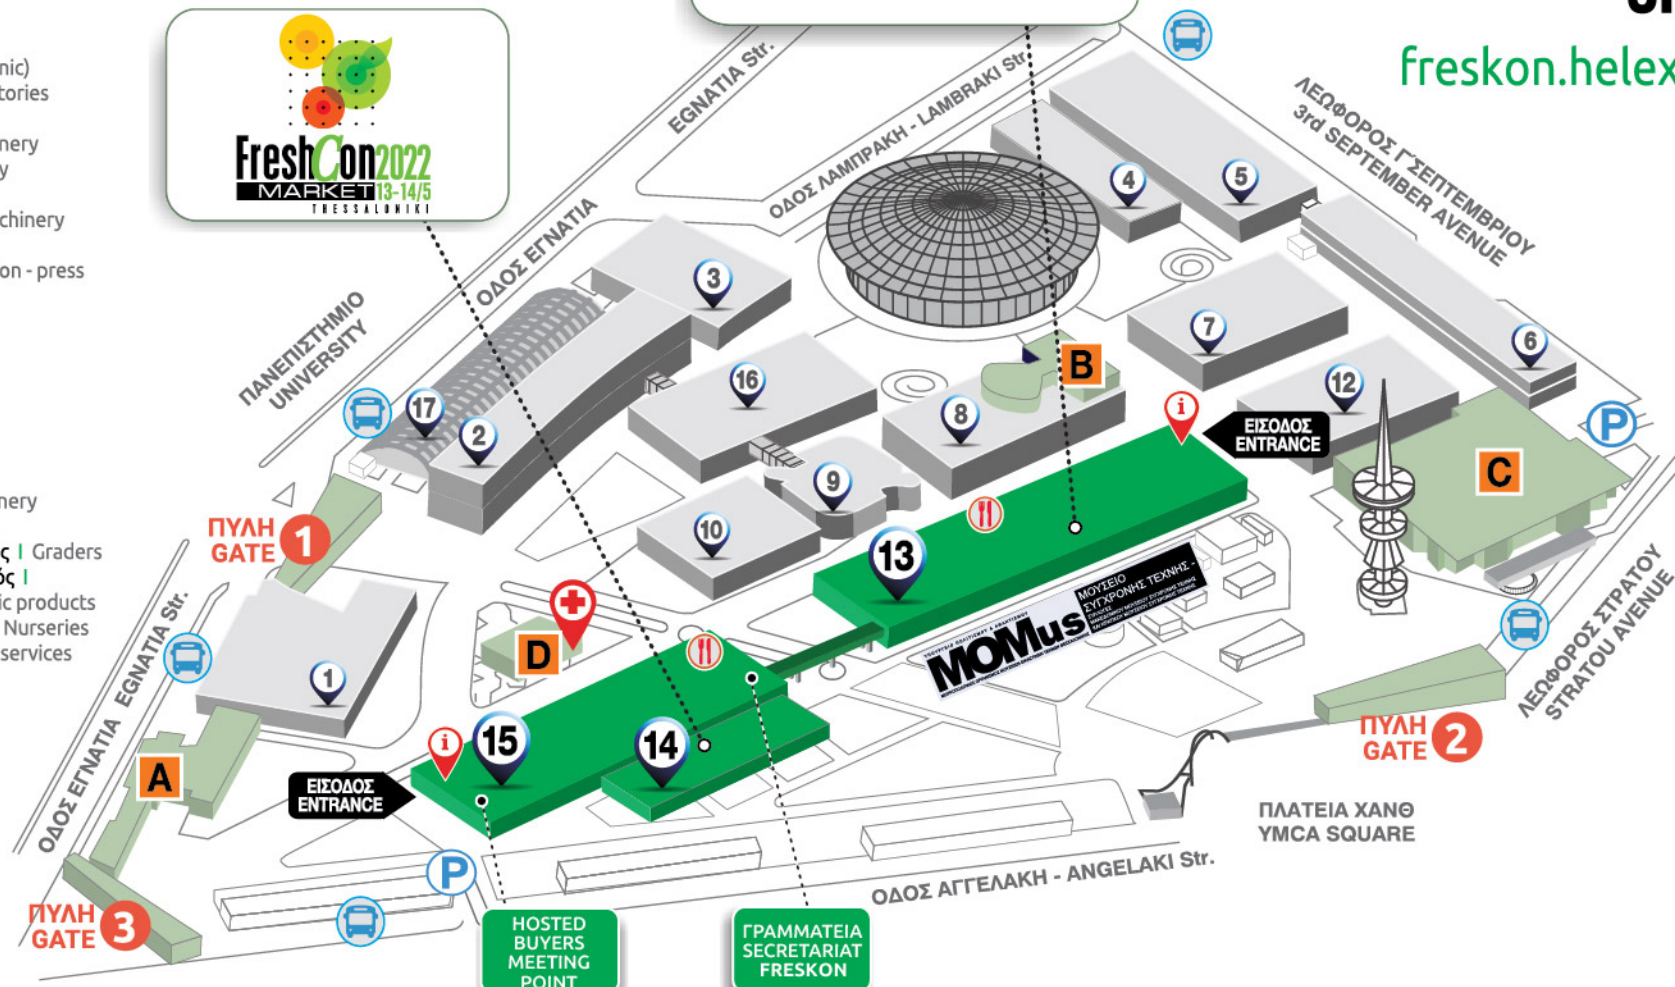 nic)
tories
nery
y
chinery
on - press
nery
ς | Graders
ός |
ic products
Nurseries
services
FreshCon2022
MARKET 13-14/5
THESSALONIKI
freskon.helex
EGNATIA Str.
ΟΔΟΣ ΕΓΝΑΤΙΑ
ΟΔΟΣ ΛΑΜΠΡΑΚΗ - LAMBRAKI Str.
ΛΕΩΦΟΡΟΣ Γ'ΣΕΠΤΕΜΒΡΙΟΥ
3rd SEPTEMBER AVENUE
ΠΑΝΕΠΙΣΤΗΜΙΟ
UNIVERSITY
4
5
3
7
6
17
2
16
8
B
12
i
ΕΙΣΟΔΟΣ
ENTRANCE
P
C
9
10
13
ΠΥΛΗ
GATE 1
ΜΟΥΣΕΙΟ
ΣΥΓΧΡΟΝΗΣ ΤΕΧΝΗΣ -
MOMus
D
1
ΟΔΟΣ ΕΓΝΑΤΙΑ EGNATIA Str.
ΛΕΩΦΟΡΟΣ ΣΤΡΑΤΟΥ
STRATOU AVENUE
i
15
14
A
ΕΙΣΟΔΟΣ
ENTRANCE
ΠΥΛΗ
GATE 2
ΠΛΑΤΕΙΑ ΧΑΝΘ
YMCA SQUARE
P
ΟΔΟΣ ΑΓΓΕΛΑΚΗ - ANGELAKI Str.
ΠΥΛΗ
GATE 3
HOSTED
BUYERS
MEETING
POINT
ΓΡΑΜΜΑΤΕΙΑ
SECRETARIAT
FRESKON